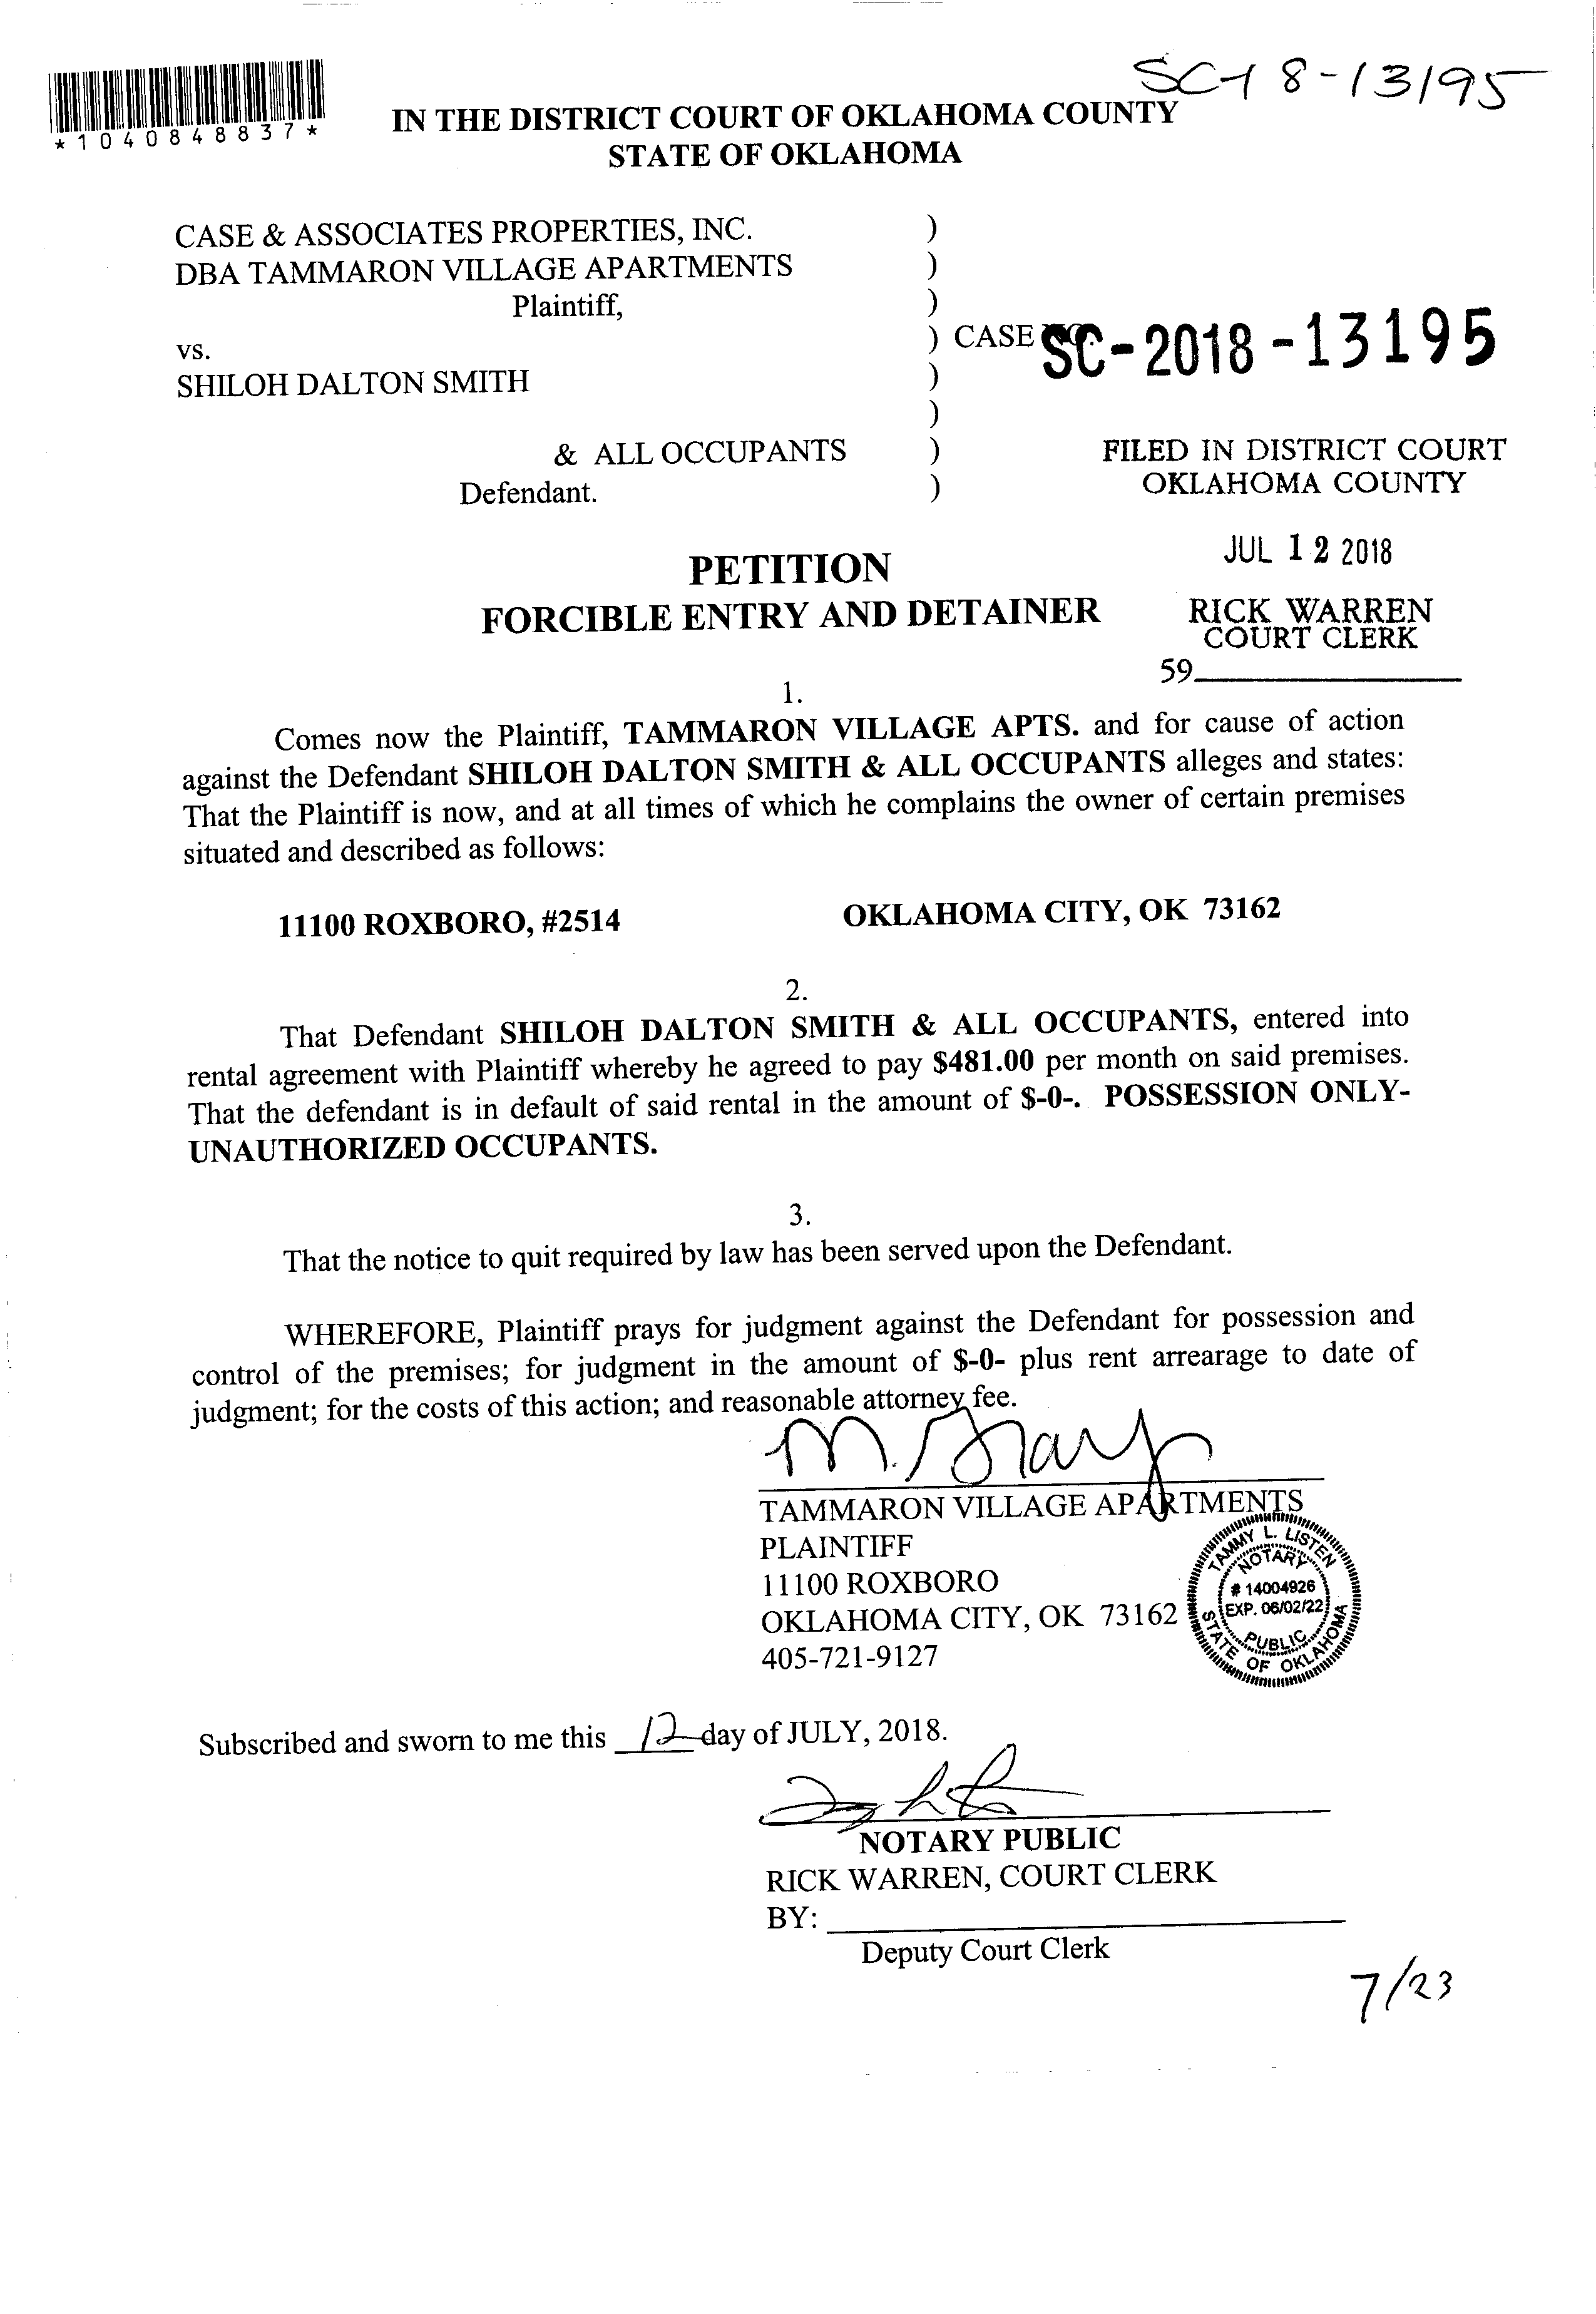 SC-18-13195
*1040848837*
IN THE DISTRICT COURT OF OKLAHOMA COUNTY
STATE OF OKLAHOMA
CASE & ASSOCIATES PROPERTIES, INC. )
DBA TAMMARON VILLAGE APARTMENTS )
Plaintiff, )
) CASE NO. SC-2018-13195
vs.
SHILOH DALTON SMITH )
)
& ALL OCCUPANTS )
Defendant. )
FILED IN DISTRICT COURT
OKLAHOMA COUNTY
JUL 12 2018
RICK WARREN
COURT CLERK
59
PETITION
FORCIBLE ENTRY AND DETAINER
1.
Comes now the Plaintiff, TAMMARON VILLAGE APTS. and for cause of action
against the Defendant SHILOH DALTON SMITH & ALL OCCUPANTS alleges and states:
That the Plaintiff is now, and at all times of which he complains the owner of certain premises
situated and described as follows:
11100 ROXBORO, #2514 OKLAHOMA CITY, OK 73162
2.
That Defendant SHILOH DALTON SMITH & ALL OCCUPANTS, entered into
rental agreement with Plaintiff whereby he agreed to pay $481.00 per month on said premises.
That the defendant is in default of said rental in the amount of $-0-. POSSESSION ONLY-
UNAUTHORIZED OCCUPANTS.
3.
That the notice to quit required by law has been served upon the Defendant.
WHEREFORE, Plaintiff prays for judgment against the Defendant for possession and
control of the premises; for judgment in the amount of $-0- plus rent arrearage to date of
judgment; for the costs of this action; and reasonable attorney fee.
TAMMARON VILLAGE APARTMENTS
PLAINTIFF
11100 ROXBORO
OKLAHOMA CITY, OK 73162
405-721-9127
TAMMY L. LISTEN
NOTARY
# 14004926
EXP. 06/02/22
PUBLIC
STATE OF OKLAHOMA
Subscribed and sworn to me this 12 day of JULY, 2018.
NOTARY PUBLIC
RICK WARREN, COURT CLERK
BY:
Deputy Court Clerk
7/23